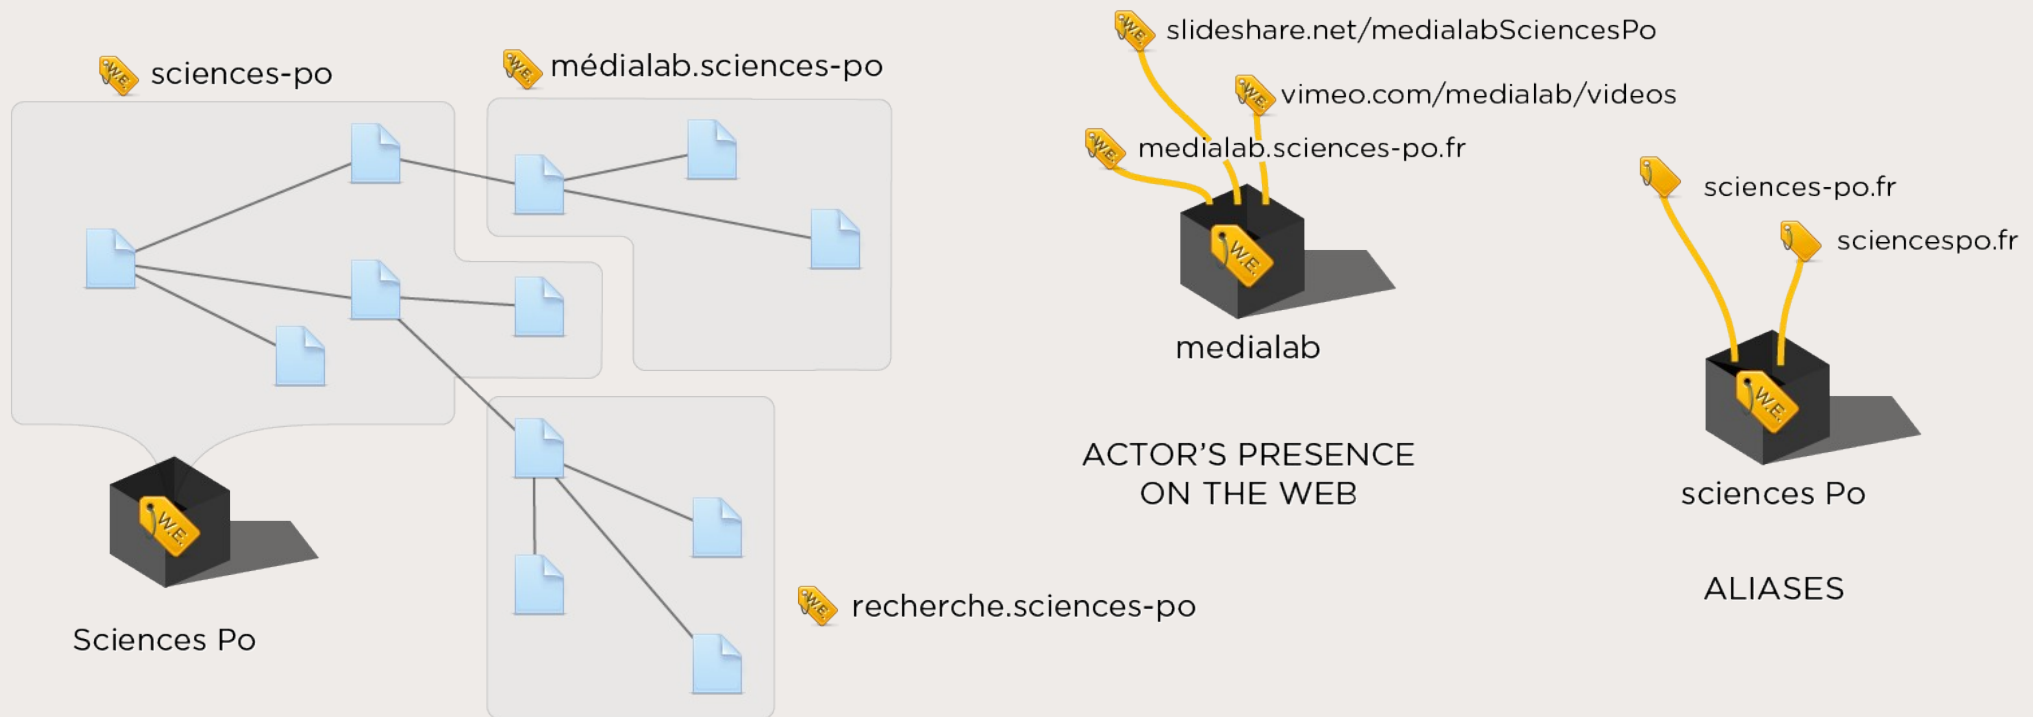 W.E. sciences-po
W.E. médialab.sciences-po
W.E.
Sciences Po
W.E. recherche.sciences-po
W.E. slideshare.net/medialabSciencesPo
W.E. vimeo.com/medialab/videos
W.E. medialab.sciences-po.fr
W.E.
medialab
ACTOR'S PRESENCE
ON THE WEB
sciences-po.fr
sciencespo.fr
W.E.
sciences Po
ALIASES